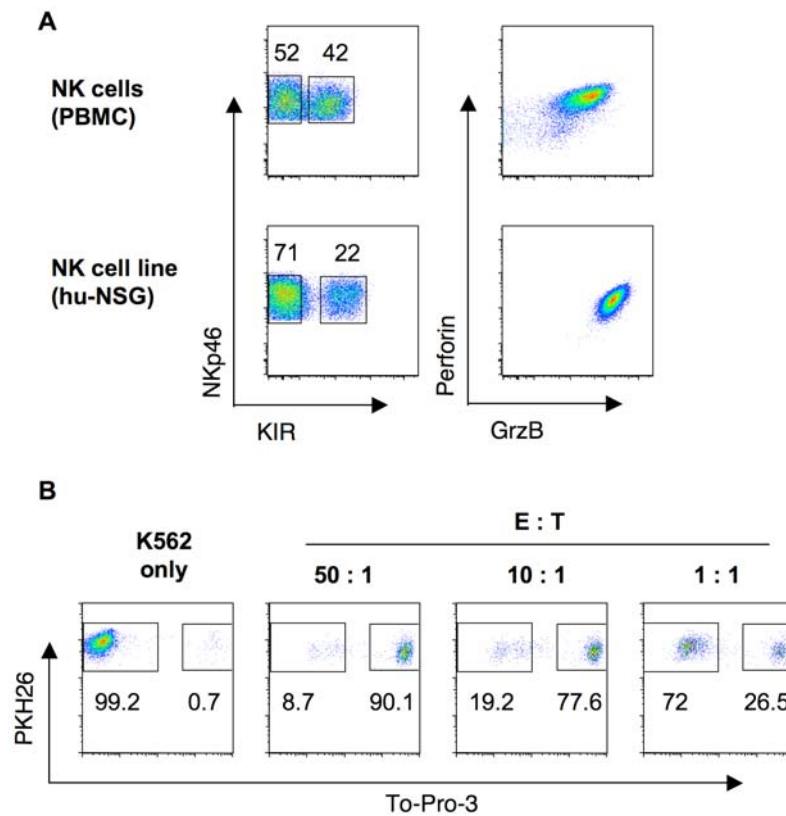 A
NK cells
(PBMC)
52 42
NK cell line
(hu-NSG)
71 22
NKp46
KIR
Perforin
GrzB
B
K562
only
E : T
50 : 1 10 : 1 1 : 1
99.2 0.7 8.7 90.1 19.2 77.6 72 26.5
PKH26
To-Pro-3